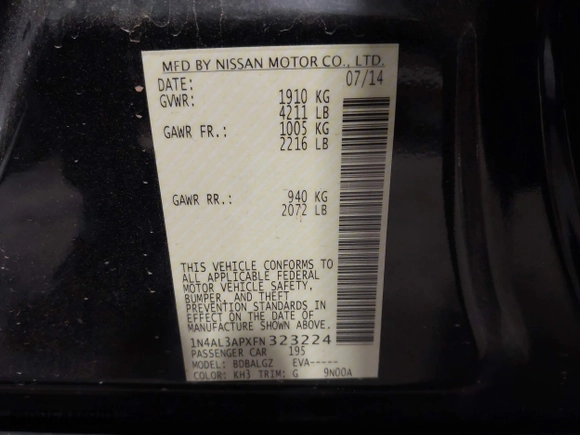 MFD BY NISSAN MOTOR CO., LTD.
DATE: 07/14
GVWR: 1910 KG
4211 LB
GAWR FR.: 1005 KG
2216 LB
GAWR RR.: 940 KG
2072 LB
THIS VEHICLE CONFORMS TO
ALL APPLICABLE FEDERAL
MOTOR VEHICLE SAFETY,
BUMPER, AND THEFT
PREVENTION STANDARDS IN
EFFECT ON THE DATE OF
MANUFACTURE SHOWN ABOVE.
1N4AL3APXFN323224
PASSENGER CAR 195
MODEL: BDBALGZ EVA-----
COLOR: KH3 TRIM: G 9N00A